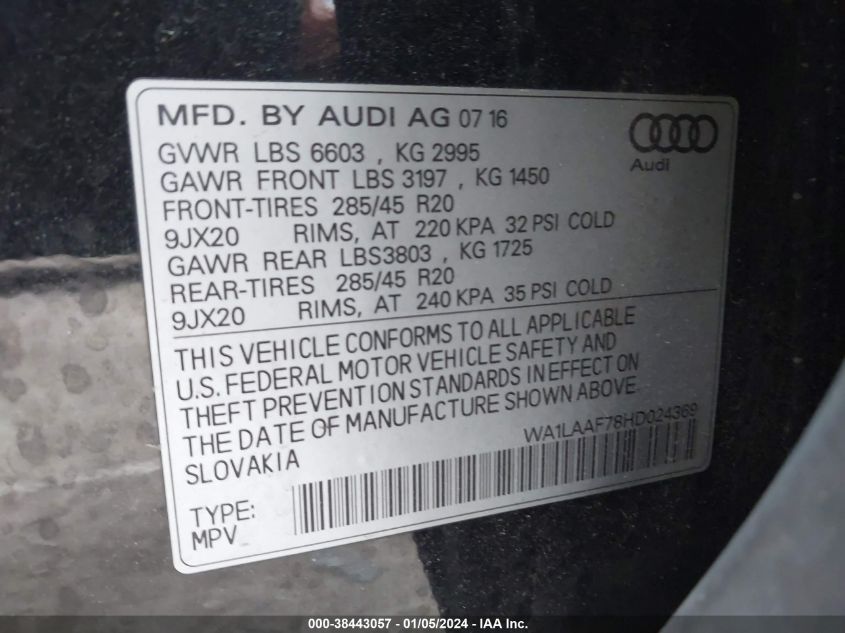 MFD. BY AUDI AG 07 16
GVWR LBS 6603 , KG 2995
GAWR FRONT LBS 3197 , KG 1450
FRONT-TIRES 285/45 R20
9JX20 RIMS, AT 220 KPA 32 PSI COLD
GAWR REAR LBS3803 , KG 1725
REAR-TIRES 285/45 R20
9JX20 RIMS, AT 240 KPA 35 PSI COLD
Audi
THIS VEHICLE CONFORMS TO ALL APPLICABLE
U.S. FEDERAL MOTOR VEHICLE SAFETY AND
THEFT PREVENTION STANDARDS IN EFFECT ON
THE DATE OF MANUFACTURE SHOWN ABOVE
SLOVAKIA
WA1LAAF78HD024369
TYPE:
MPV
000-38443057 - 01/05/2024 - IAA Inc.